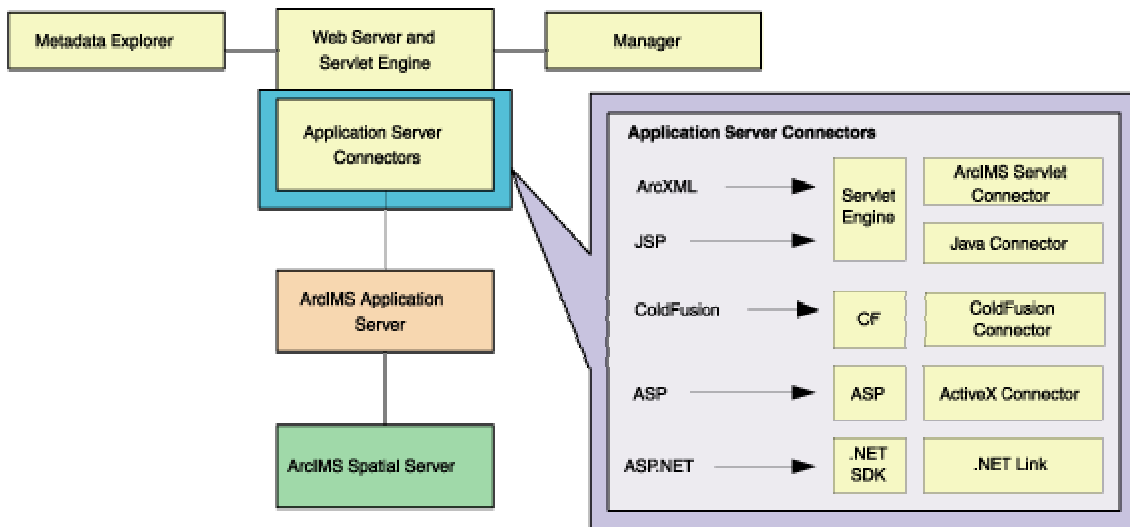 Metadata Explorer
Web Server and
Servlet Engine
Manager
Application Server
Connectors
ArcIMS Application
Server
ArcIMS Spatial Server
Application Server Connectors
ArcXML
Servlet
Engine
ArcIMS Servlet
Connector
JSP
Java Connector
ColdFusion
CF
ColdFusion
Connector
ASP
ASP
ActiveX Connector
ASP.NET
.NET
SDK
.NET Link